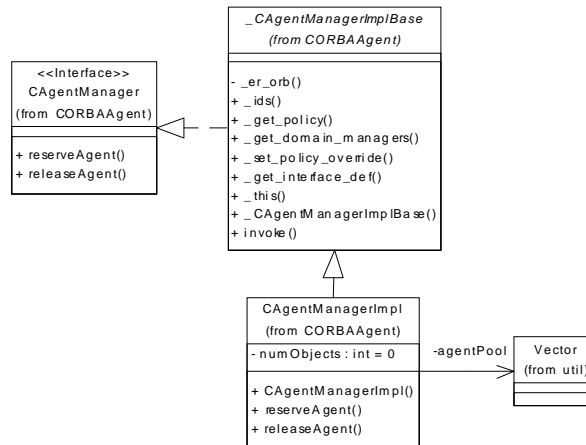 _CAgentManagerImplBase
(from CORBAAgent)
- _er_orb()
+ _ids()
+ _get_policy()
+ _get_domain_managers()
+ _set_policy_override()
+ _get_interface_def()
+ _this()
+ _CAgentManagerImplBase()
+ invoke()
<<Interface>>
CAgentManager
(from CORBAAgent)
+ reserveAgent()
+ releaseAgent()
CAgentManagerImpl
(from CORBAAgent)
- numObjects : int = 0
+ CAgentManagerImpl()
+ reserveAgent()
+ releaseAgent()
-agentPool
Vector
(from util)